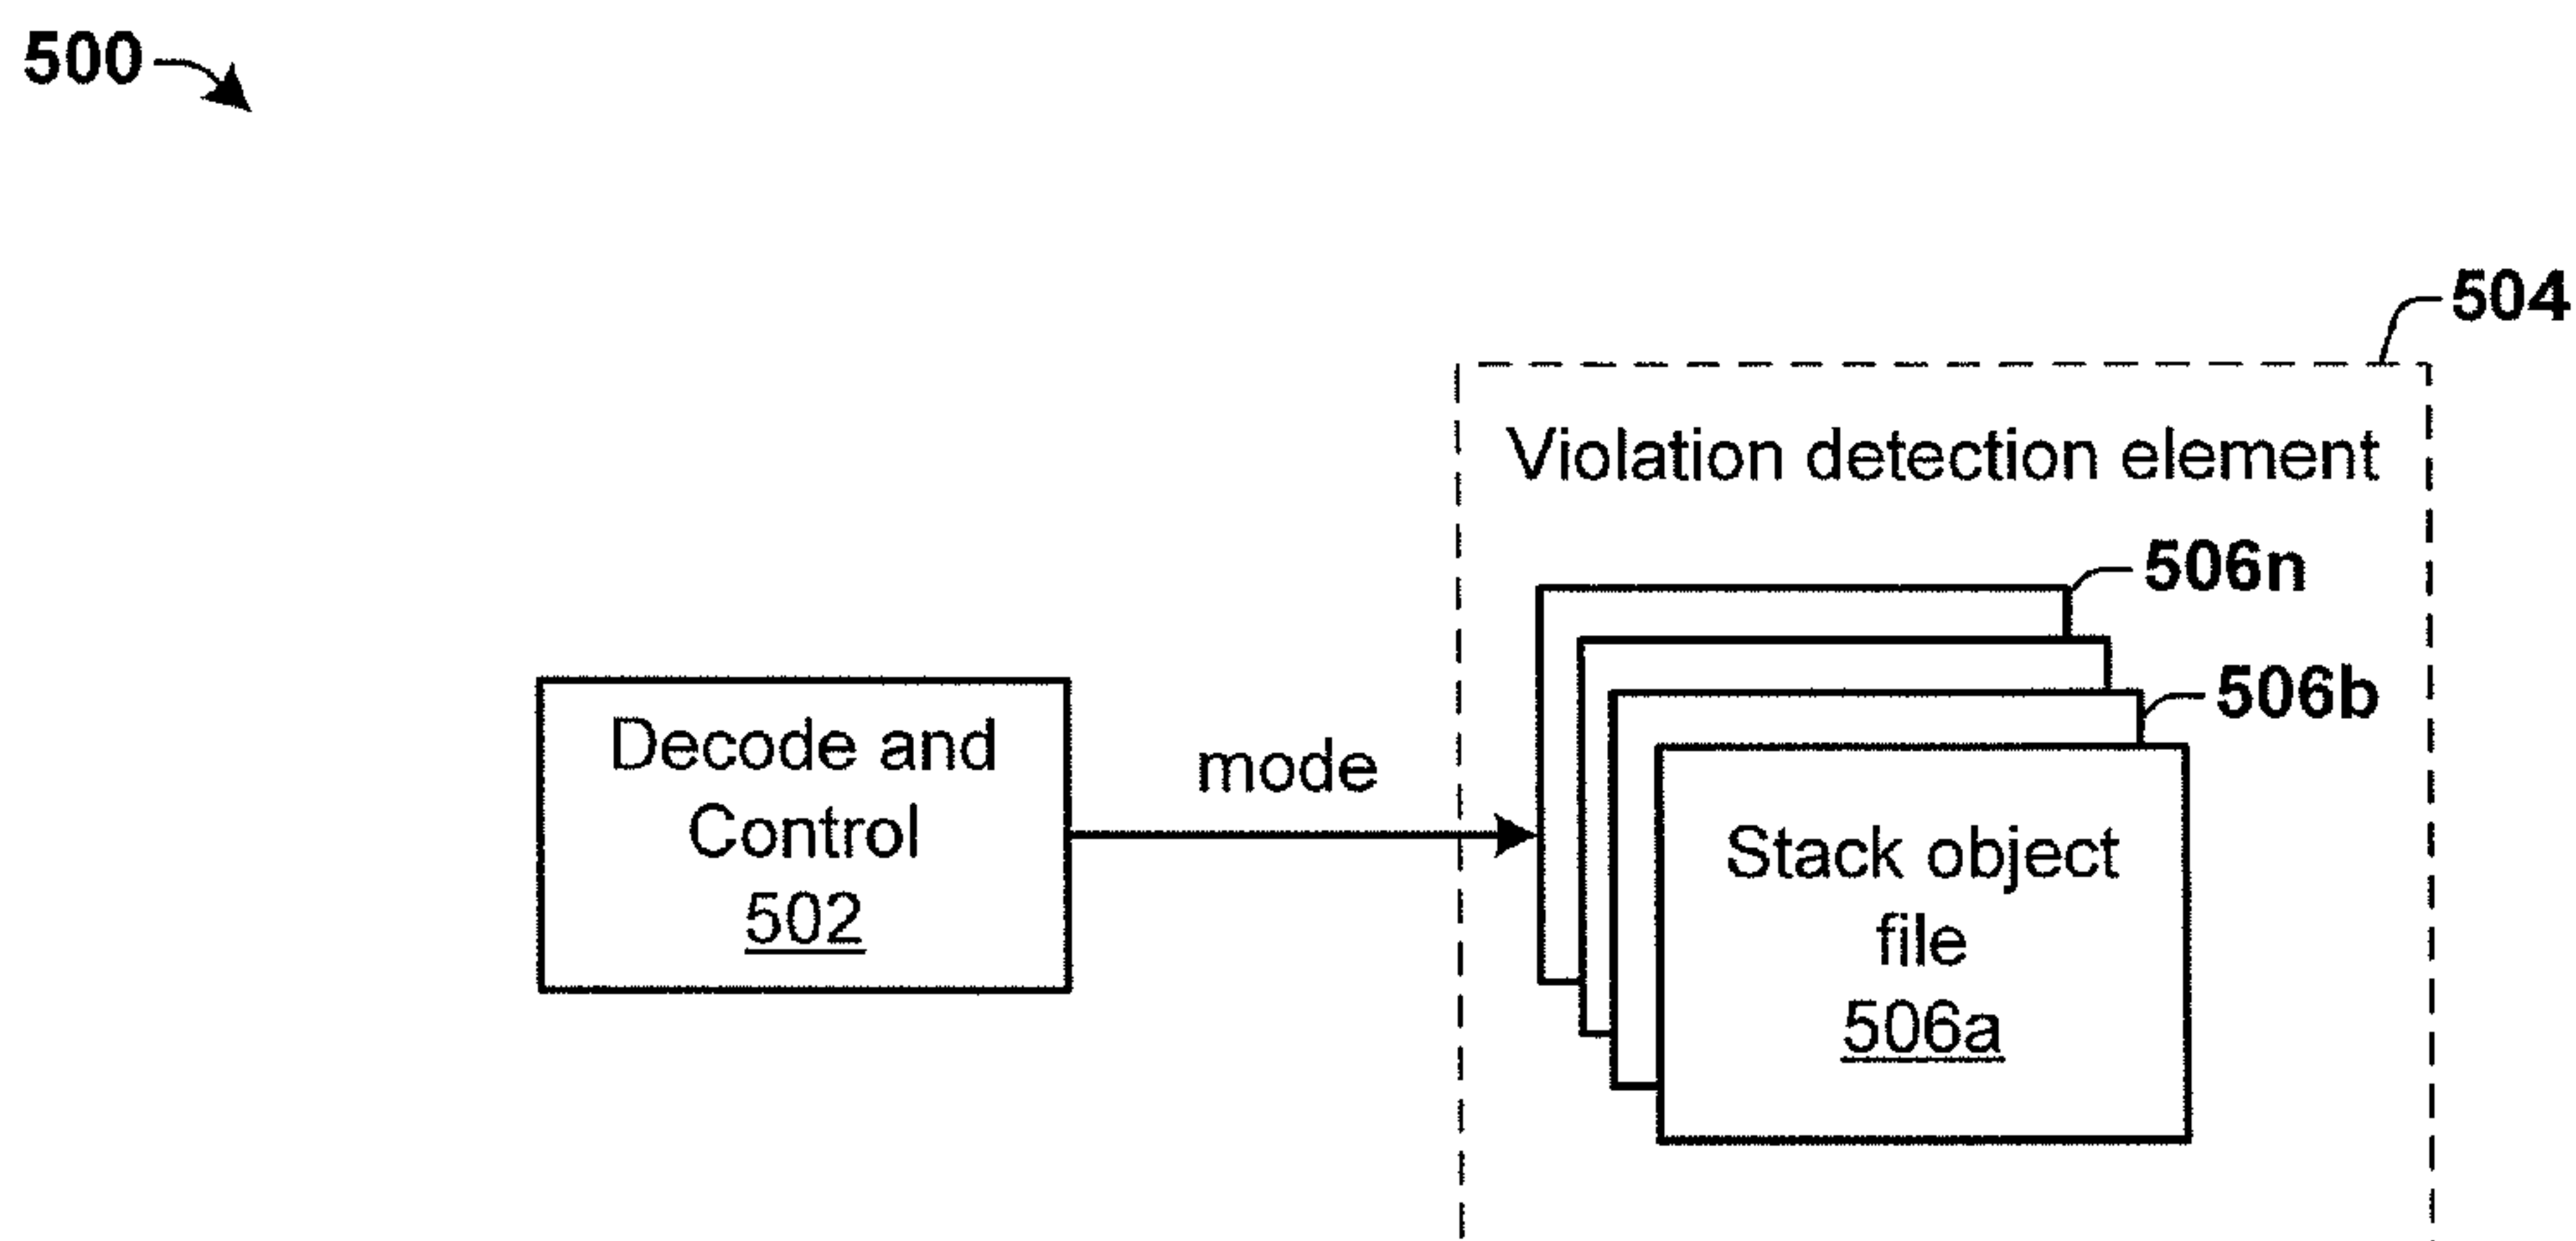 500
504
Violation detection element
506n
506b
Decode and
Control
502
mode
Stack object
file
506a